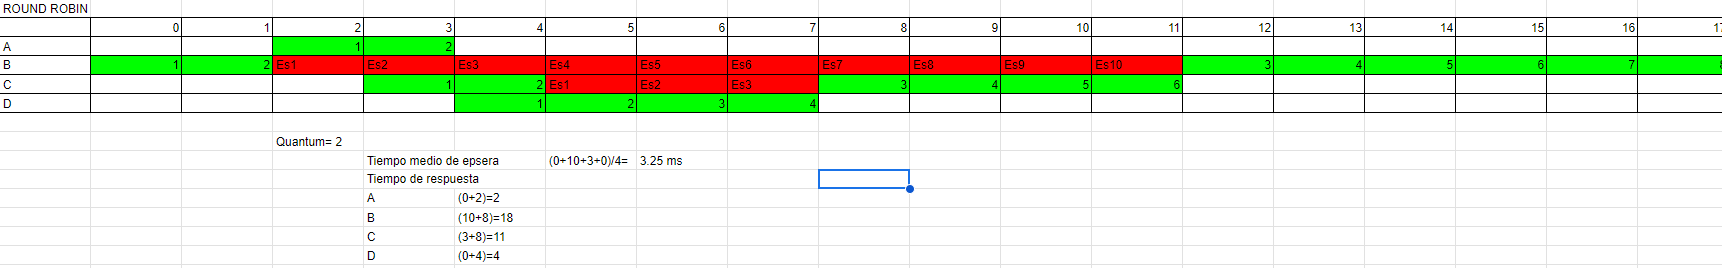 ROUND ROBIN
0 1 2 3 4 5 6 7 8 9 10 11 12 13 14 15 16 17
A 1 2
B 1 2 Es1 Es2 Es3 Es4 Es5 Es6 Es7 Es8 Es9 Es10 3 4 5 6 7 8
C 1 2 Es1 Es2 Es3 3 4 5 6
D 1 2 3 4
Quantum= 2
Tiempo medio de epsera (0+10+3+0)/4= 3.25 ms
Tiempo de respuesta
A (0+2)=2
B (10+8)=18
C (3+8)=11
D (0+4)=4